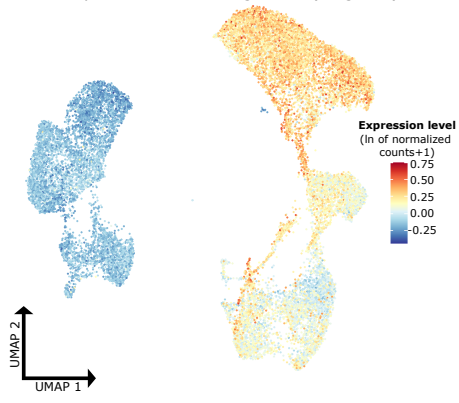 Expression level
(ln of normalized
counts+1)
0.75
0.50
0.25
0.00
-0.25
UMAP 2
UMAP 1